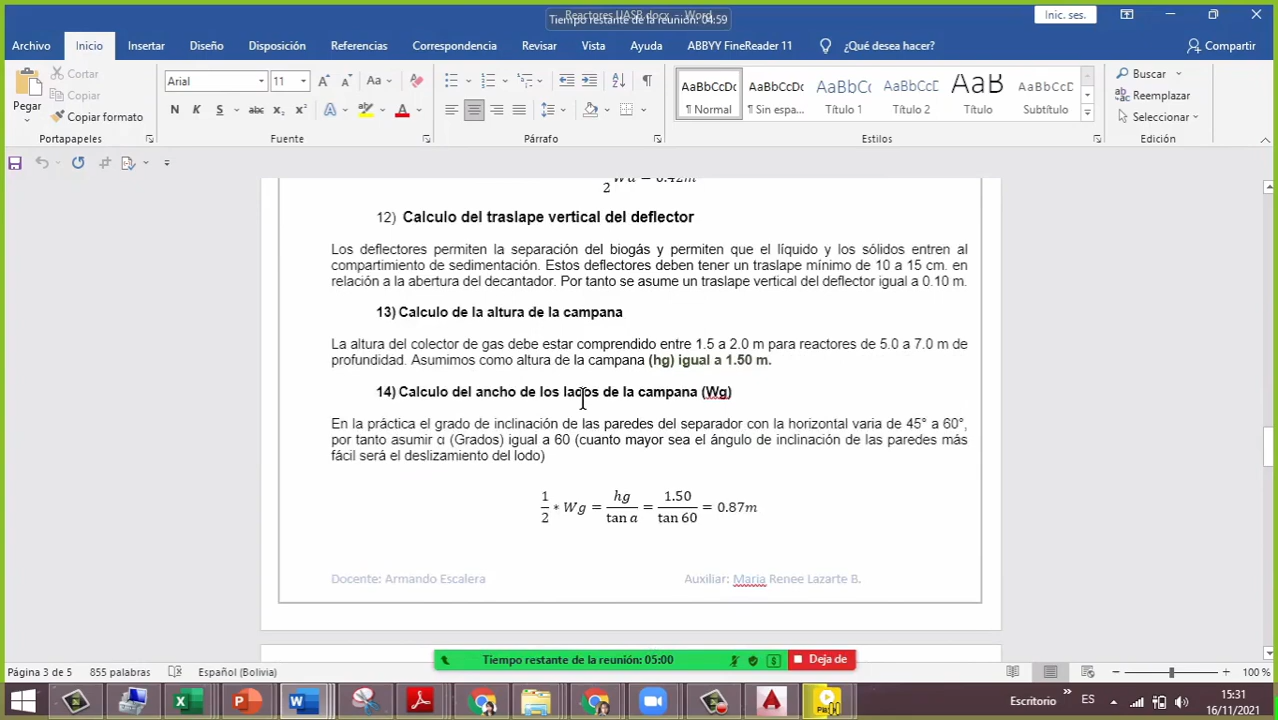 Reactores UASB.docx - Word
Tiempo restante de la reunión: 04:59
Inic. ses.
Archivo Inicio Insertar Diseño Disposición Referencias Correspondencia Revisar Vista Ayuda ABBYY FineReader 11 ¿Qué desea hacer? Compartir
Pegar
Cortar
Copiar
Copiar formato
Portapapeles
Arial 11
N K S abc x₂ x²
Fuente
Párrafo
AaBbCcDc AaBbCcDc AaBbCcD AaBbCcD AaB AaBbCcD
¶ Normal ¶ Sin espa... Título 1 Título 2 Título Subtítulo
Estilos
Buscar
Reemplazar
Seleccionar
Edición
12) Calculo del traslape vertical del deflector
Los deflectores permiten la separación del biogás y permiten que el líquido y los sólidos entren al
compartimiento de sedimentación. Estos deflectores deben tener un traslape mínimo de 10 a 15 cm. en
relación a la abertura del decantador. Por tanto se asume un traslape vertical del deflector igual a 0.10 m.
13) Calculo de la altura de la campana
La altura del colector de gas debe estar comprendido entre 1.5 a 2.0 m para reactores de 5.0 a 7.0 m de
profundidad. Asumimos como altura de la campana (hg) igual a 1.50 m.
14) Calculo del ancho de los lados de la campana (Wg)
En la práctica el grado de inclinación de las paredes del separador con la horizontal varia de 45° a 60°,
por tanto asumir α (Grados) igual a 60 (cuanto mayor sea el ángulo de inclinación de las paredes más
fácil será el deslizamiento del lodo)
1/2 ∗ Wg = hg/tan a = 1.50/tan 60 = 0.87m
Docente: Armando Escalera Auxiliar: Maria Renee Lazarte B.
Tiempo restante de la reunión: 05:00 Deja de
Página 3 de 5 855 palabras Español (Bolivia) 100 %
Escritorio ES 15:31
16/11/2021